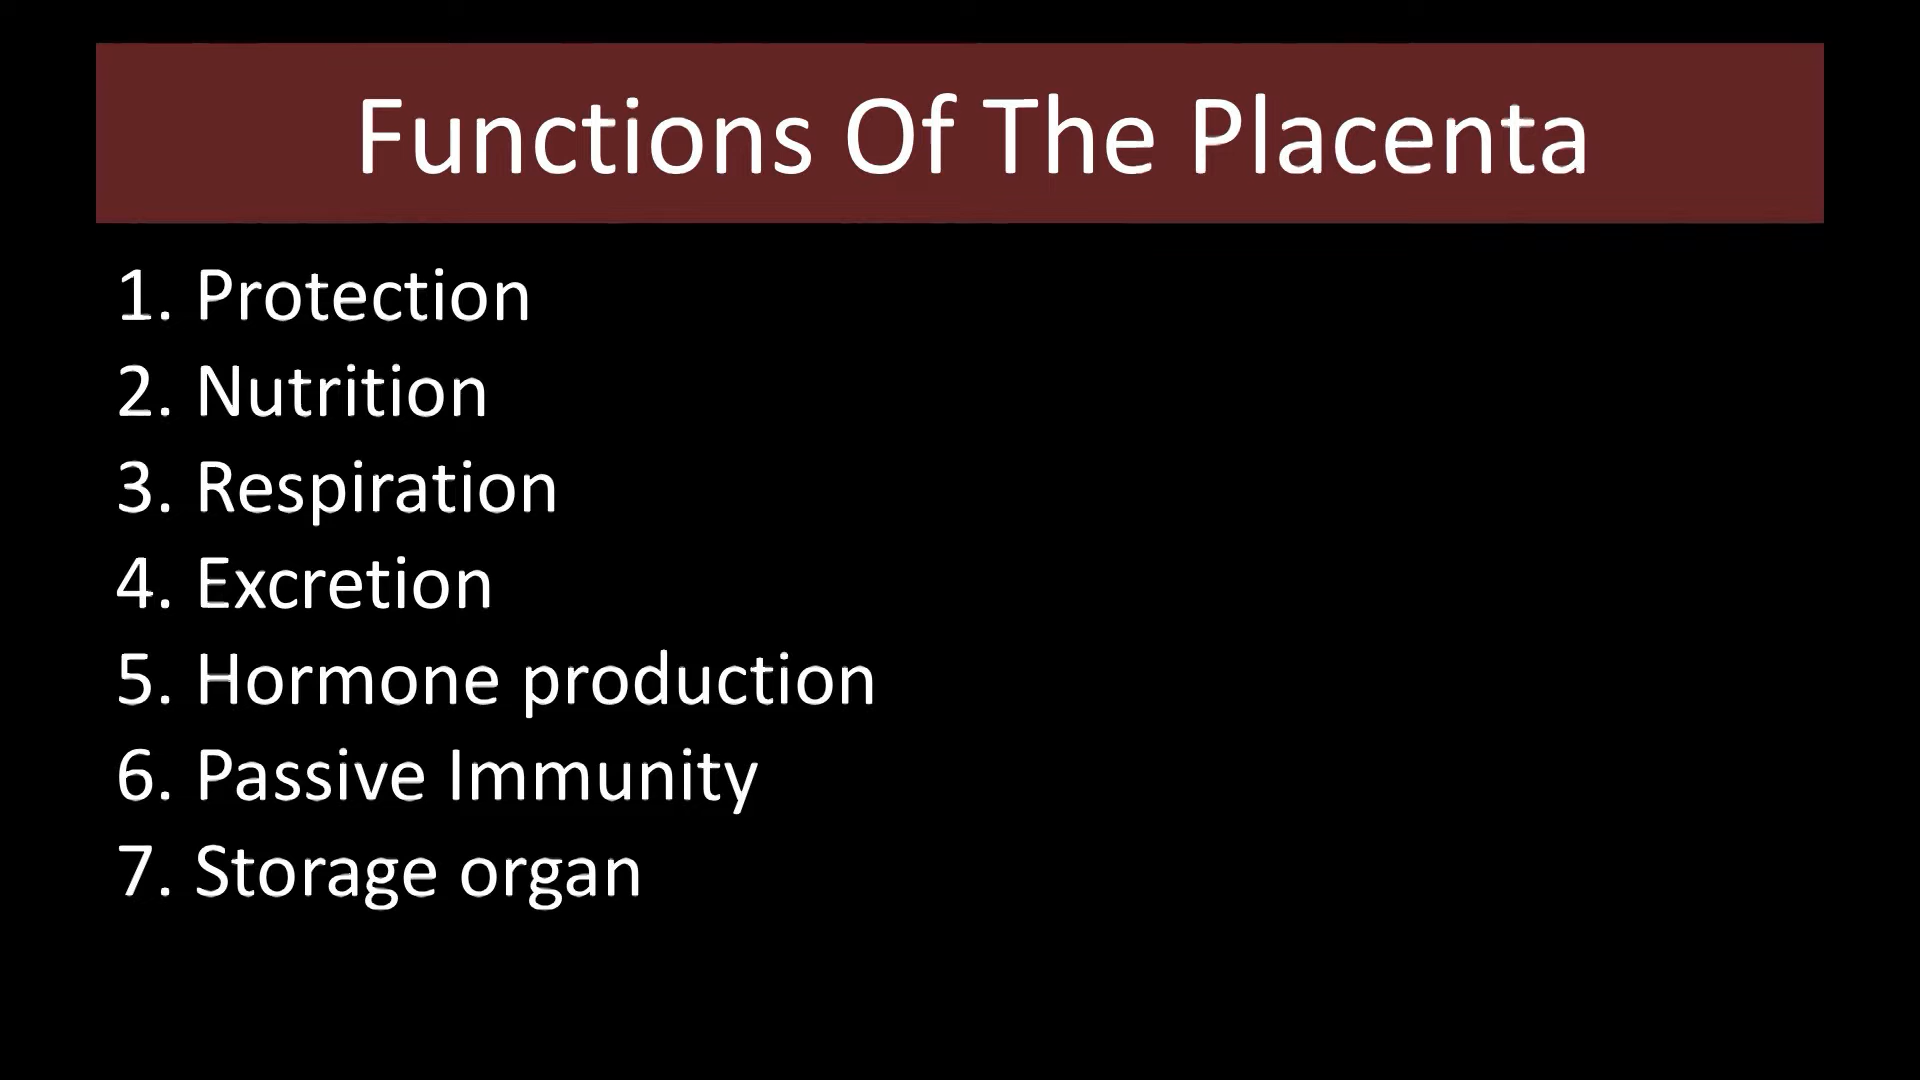 Functions Of The Placenta
1. Protection
2. Nutrition
3. Respiration
4. Excretion
5. Hormone production
6. Passive Immunity
7. Storage organ